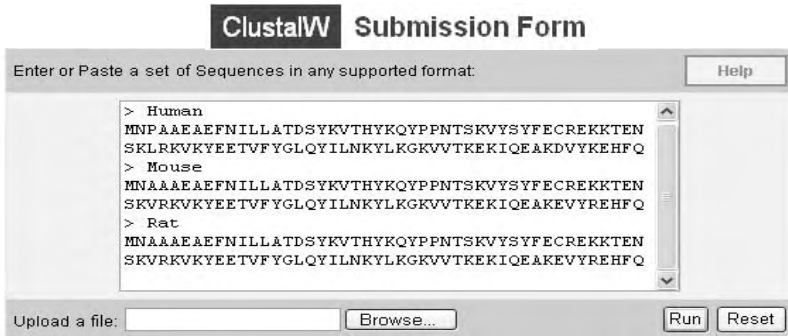 ClustalW Submission Form
Enter or Paste a set of Sequences in any supported format: Help
> Human
MNPAAEAEFNILLATDSYKVTHYKQYPPNTSKVYSYFECREKKTEN
SKLRKVKYEETVFYGLQYILNKYLKGKVVTKEKIQEAKDVYKEHFQ
> Mouse
MNAAAEAEFNILLATDSYKVTHYKQYPPNTSKVYSYFECREKKTEN
SKVRKVKYEETVFYGLQYILNKYLKGKVVTKEKIQEAKEVYREHFQ
> Rat
MNAAAEAEFNILLATDSYKVTHYKQYPPNTSKVYSYFECREKKTEN
SKVRKVKYEETVFYGLQYILNKYLKGKVVTKEKIQEAKEVYREHFQ
Upload a file: Browse... Run Reset